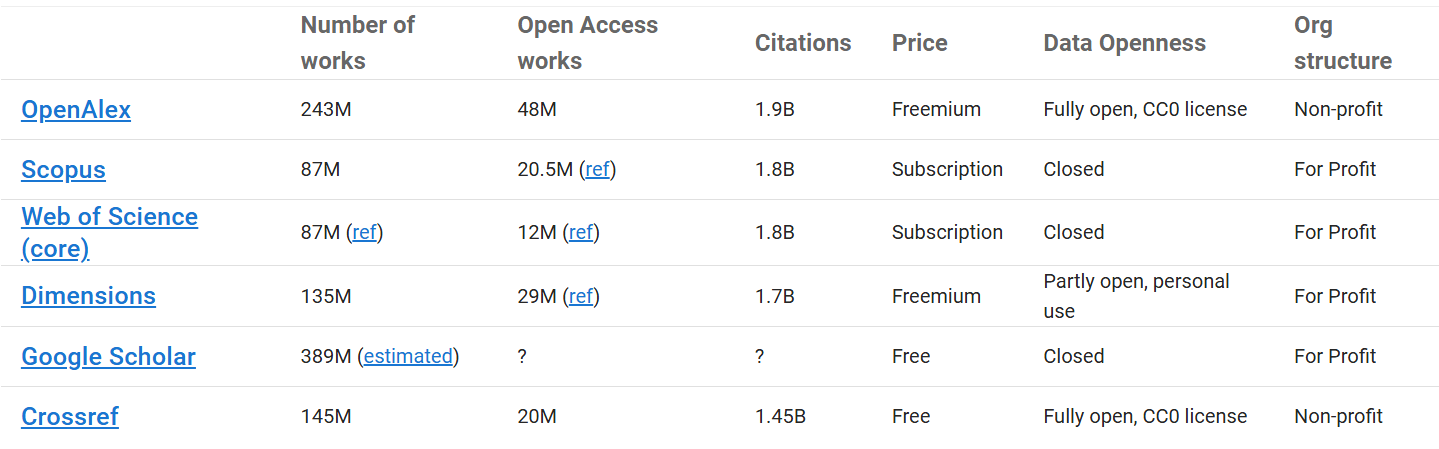 Number of works	Open Access works	Citations	Price	Data Openness	Org structure
OpenAlex	243M	48M	1.9B	Freemium	Fully open, CC0 license	Non-profit
Scopus	87M	20.5M (ref)	1.8B	Subscription	Closed	For Profit
Web of Science (core)	87M (ref)	12M (ref)	1.8B	Subscription	Closed	For Profit
Dimensions	135M	29M (ref)	1.7B	Freemium	Partly open, personal use	For Profit
Google Scholar	389M (estimated)	?	?	Free	Closed	For Profit
Crossref	145M	20M	1.45B	Free	Fully open, CC0 license	Non-profit